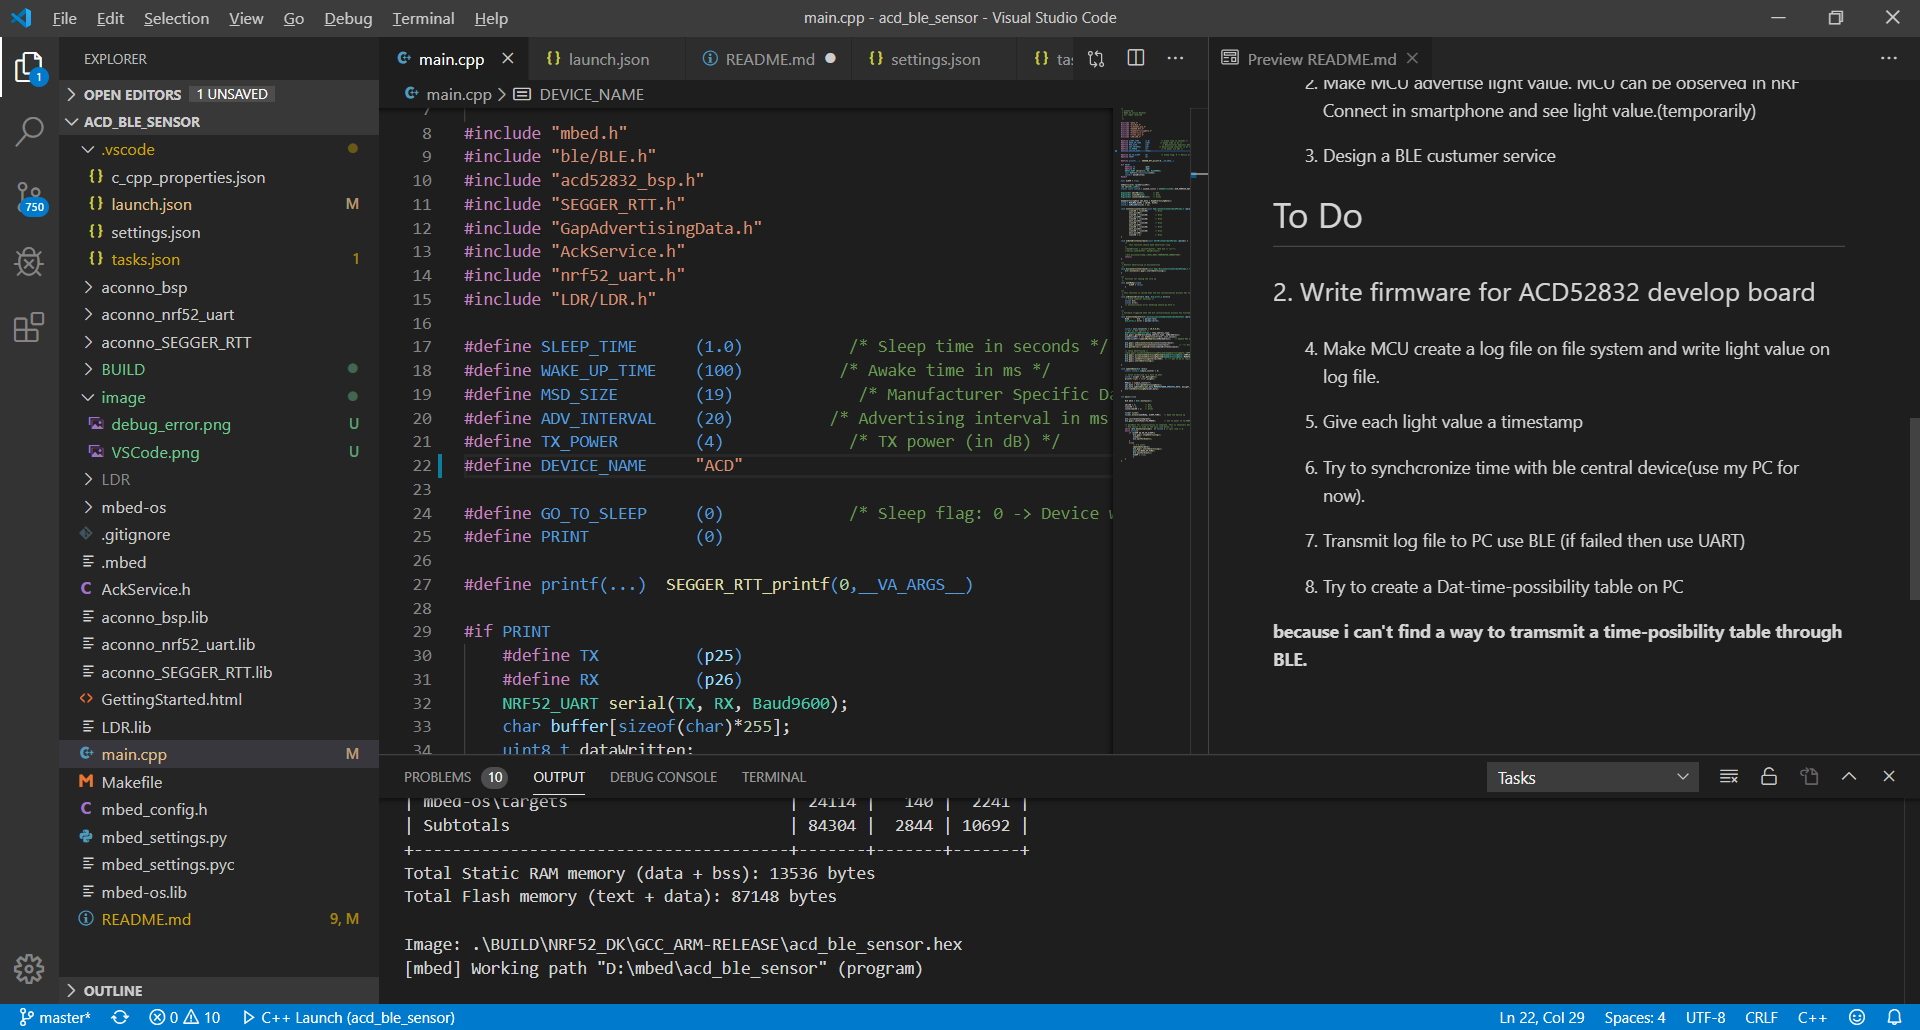 File Edit Selection View Go Debug Terminal Help
main.cpp - acd_ble_sensor - Visual Studio Code
EXPLORER
OPEN EDITORS 1 UNSAVED
ACD_BLE_SENSOR
.vscode
c_cpp_properties.json
launch.json M
settings.json
tasks.json 1
aconno_bsp
aconno_nrf52_uart
aconno_SEGGER_RTT
BUILD
image
debug_error.png U
VSCode.png U
LDR
mbed-os
.gitignore
.mbed
AckService.h
aconno_bsp.lib
aconno_nrf52_uart.lib
aconno_SEGGER_RTT.lib
GettingStarted.html
LDR.lib
main.cpp M
Makefile
mbed_config.h
mbed_settings.py
mbed_settings.pyc
mbed-os.lib
README.md 9, M
OUTLINE
1
750
main.cpp launch.json README.md settings.json
main.cpp > DEVICE_NAME
7
8 #include "mbed.h"
9 #include "ble/BLE.h"
10 #include "acd52832_bsp.h"
11 #include "SEGGER_RTT.h"
12 #include "GapAdvertisingData.h"
13 #include "AckService.h"
14 #include "nrf52_uart.h"
15 #include "LDR/LDR.h"
16
17 #define SLEEP_TIME (1.0) /* Sleep time in seconds */
18 #define WAKE_UP_TIME (100) /* Awake time in ms */
19 #define MSD_SIZE (19) /* Manufacturer Specific Da
20 #define ADV_INTERVAL (20) /* Advertising interval in ms
21 #define TX_POWER (4) /* TX power (in dB) */
22 #define DEVICE_NAME "ACD"
23
24 #define GO_TO_SLEEP (0) /* Sleep flag: 0 -> Device w
25 #define PRINT (0)
26
27 #define printf(...) SEGGER_RTT_printf(0,__VA_ARGS__)
28
29 #if PRINT
30 #define TX (p25)
31 #define RX (p26)
32 NRF52_UART serial(TX, RX, Baud9600);
33 char buffer[sizeof(char)*255];
34 uint8_t dataWritten;
Preview README.md
2. Make MCU advertise light value. MCU can be observed in nRF
Connect in smartphone and see light value.(temporarily)
3. Design a BLE custumer service
To Do
2. Write firmware for ACD52832 develop board
4. Make MCU create a log file on file system and write light value on
log file.
5. Give each light value a timestamp
6. Try to synchcronize time with ble central device(use my PC for
now).
7. Transmit log file to PC use BLE (if failed then use UART)
8. Try to create a Dat-time-possibility table on PC
because i can't find a way to tramsmit a time-posibility table through
BLE.
PROBLEMS 10 OUTPUT DEBUG CONSOLE TERMINAL
Tasks
| mbed-os\targets | 24114 | 140 | 2241 |
| Subtotals | 84304 | 2844 | 10692 |
+---------------------------------------+-------+-------+-------+
Total Static RAM memory (data + bss): 13536 bytes
Total Flash memory (text + data): 87148 bytes
Image: .\BUILD\NRF52_DK\GCC_ARM-RELEASE\acd_ble_sensor.hex
[mbed] Working path "D:\mbed\acd_ble_sensor" (program)
master* 0 10 C++ Launch (acd_ble_sensor)
Ln 22, Col 29 Spaces: 4 UTF-8 CRLF C++